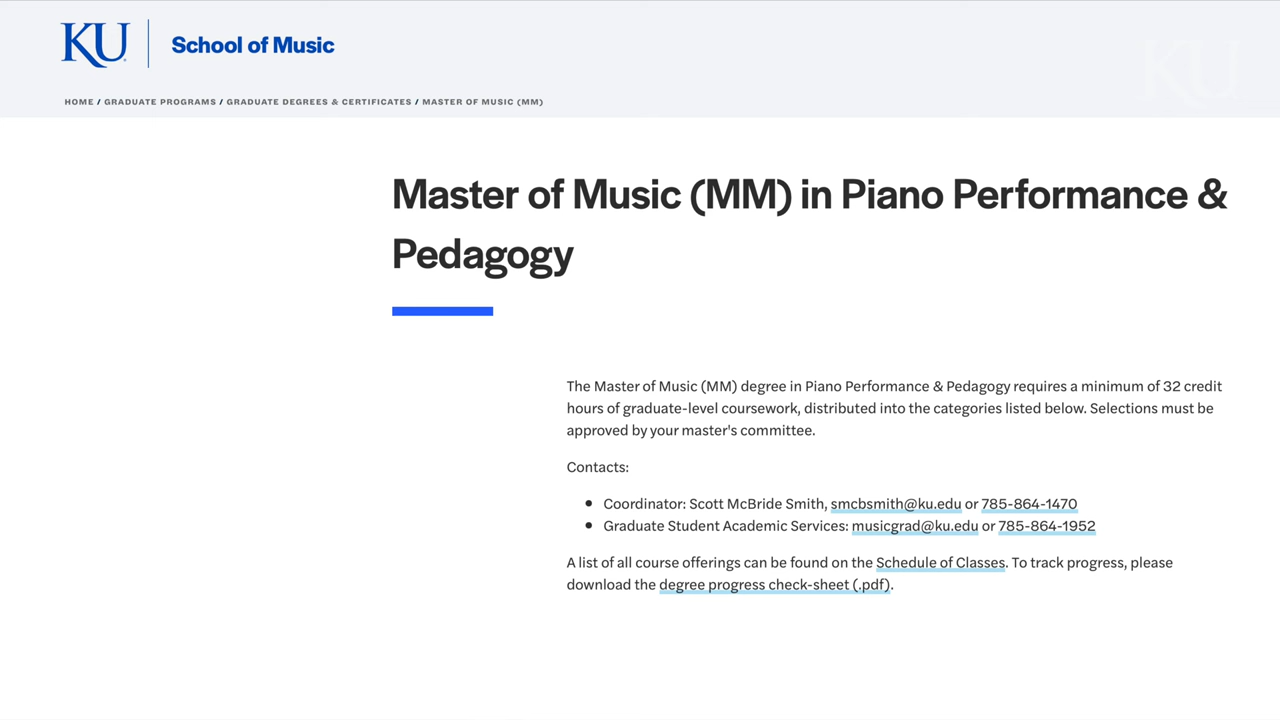 KU School of Music
KU
HOME / GRADUATE PROGRAMS / GRADUATE DEGREES & CERTIFICATES / MASTER OF MUSIC (MM)
Master of Music (MM) in Piano Performance &
Pedagogy
The Master of Music (MM) degree in Piano Performance & Pedagogy requires a minimum of 32 credit
hours of graduate-level coursework, distributed into the categories listed below. Selections must be
approved by your master's committee.
Contacts:
• Coordinator: Scott McBride Smith, smcbsmith@ku.edu or 785-864-1470
• Graduate Student Academic Services: musicgrad@ku.edu or 785-864-1952
A list of all course offerings can be found on the Schedule of Classes. To track progress, please
download the degree progress check-sheet (.pdf).